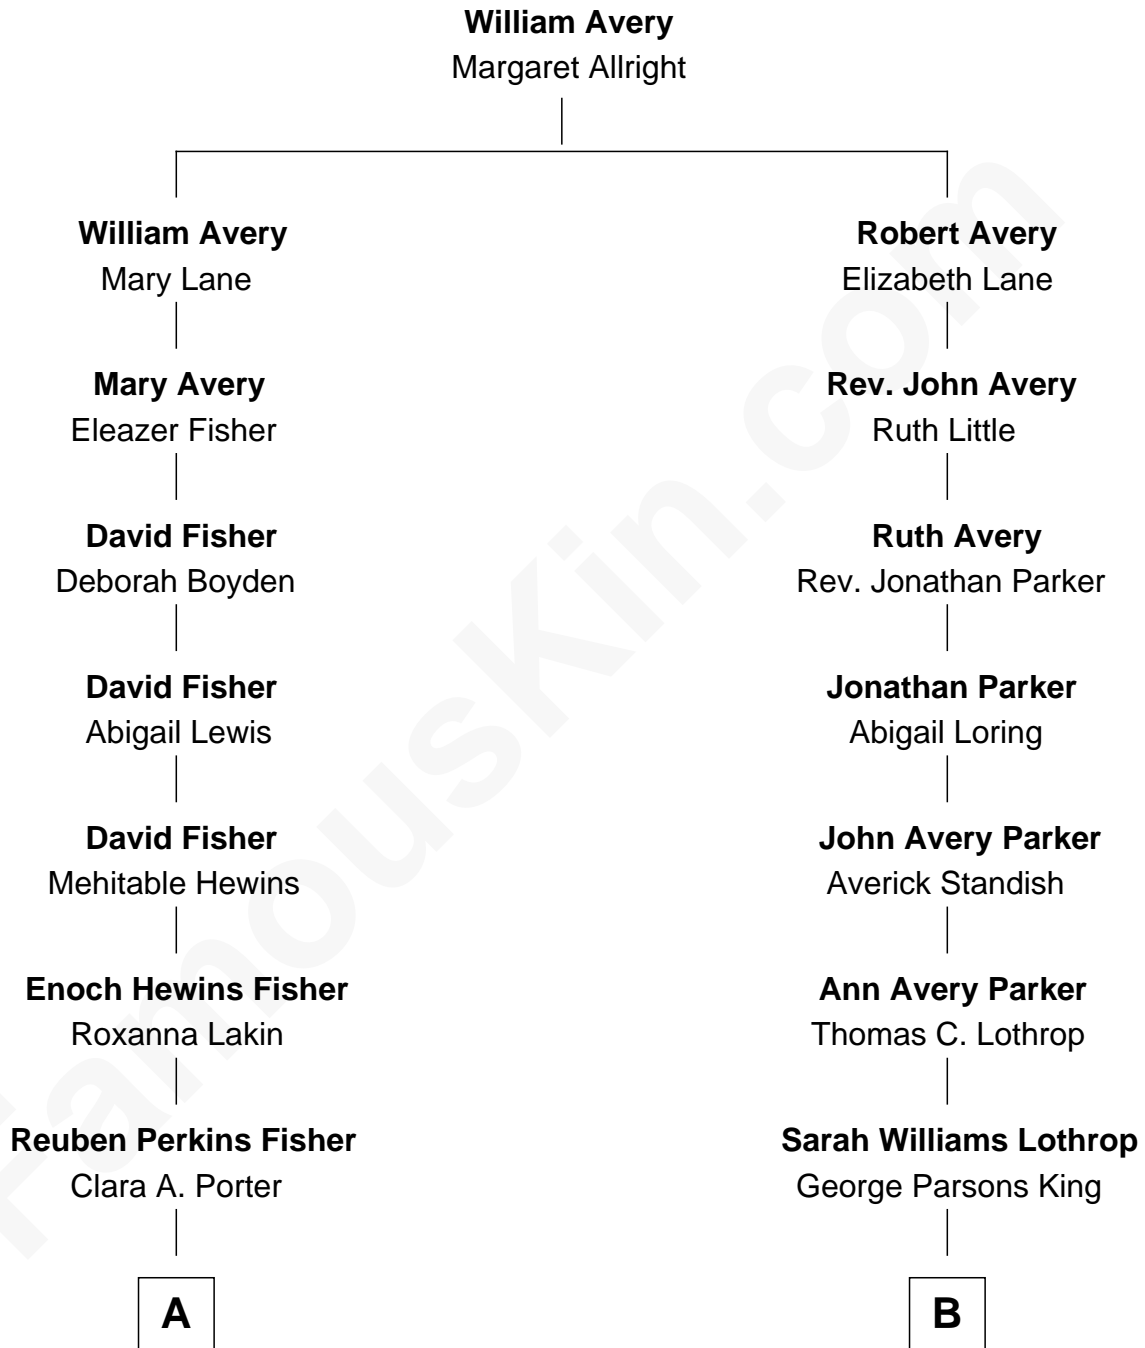 William Avery
Margaret Allright
William Avery
Mary Lane
Robert Avery
Elizabeth Lane
Mary Avery
Eleazer Fisher
Rev. John Avery
Ruth Little
David Fisher
Deborah Boyden
Ruth Avery
Rev. Jonathan Parker
David Fisher
Abigail Lewis
Jonathan Parker
Abigail Loring
David Fisher
Mehitable Hewins
John Avery Parker
Averick Standish
Enoch Hewins Fisher
Roxanna Lakin
Ann Avery Parker
Thomas C. Lothrop
Reuben Perkins Fisher
Clara A. Porter
Sarah Williams Lothrop
George Parsons King
A
B
FamousKin.com